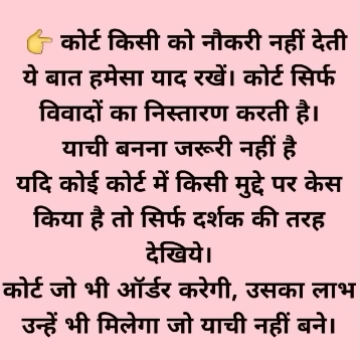 👉 कोर्ट किसी को नौकरी नहीं देती
ये बात हमेसा याद रखें। कोर्ट सिर्फ
विवादों का निस्तारण करती है।
याची बनना जरूरी नहीं है
यदि कोई कोर्ट में किसी मुद्दे पर केस
किया है तो सिर्फ दर्शक की तरह
देखिये।
कोर्ट जो भी ऑर्डर करेगी, उसका लाभ
उन्हें भी मिलेगा जो याची नहीं बने।